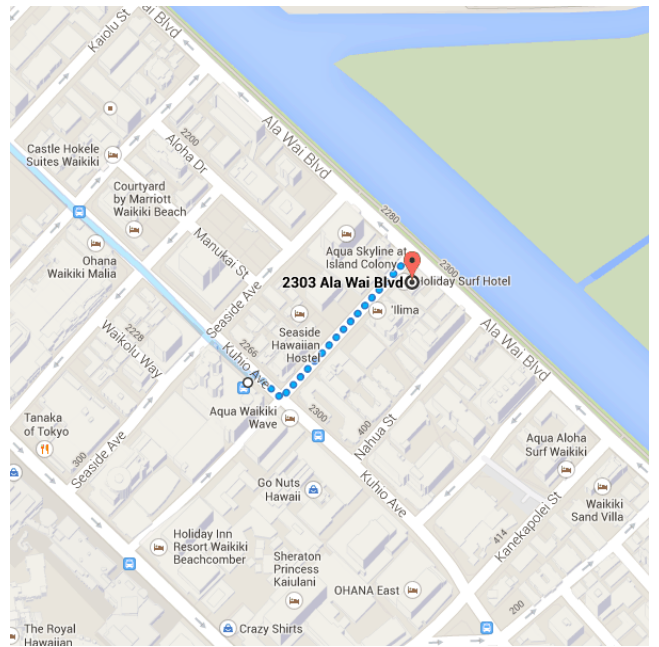 Ala Wai Blvd
Kaiolu St
Ala Wai Blvd
2200
Aloha Dr
Castle Hokele
Suites Waikiki
Courtyard
by Marriott
Waikiki Beach
2280
Manukai St
Aqua Skyline at
Island Colony
2300
Ohana
Waikiki Malia
2303 Ala Wai Blvd
Holiday Surf Hotel
Seaside Ave
'Ilima
Ala Wai Blvd
Waikolu Way
2228
Seaside
Hawaiian
Hostel
2266
Kuhio Ave
Aqua Waikiki
Wave
2300
400
Nahua St
Tanaka
of Tokyo
300
Seaside Ave
Aqua Aloha
Surf Waikiki
Kuhio Ave
Go Nuts
Hawaii
Waikiki
Sand Villa
Kanekapolei St
414
Holiday Inn
Resort Waikiki
Beachcomber
Sheraton
Princess
Kaiulani
OHANA East
200
The Royal
Hawaiian
Crazy Shirts